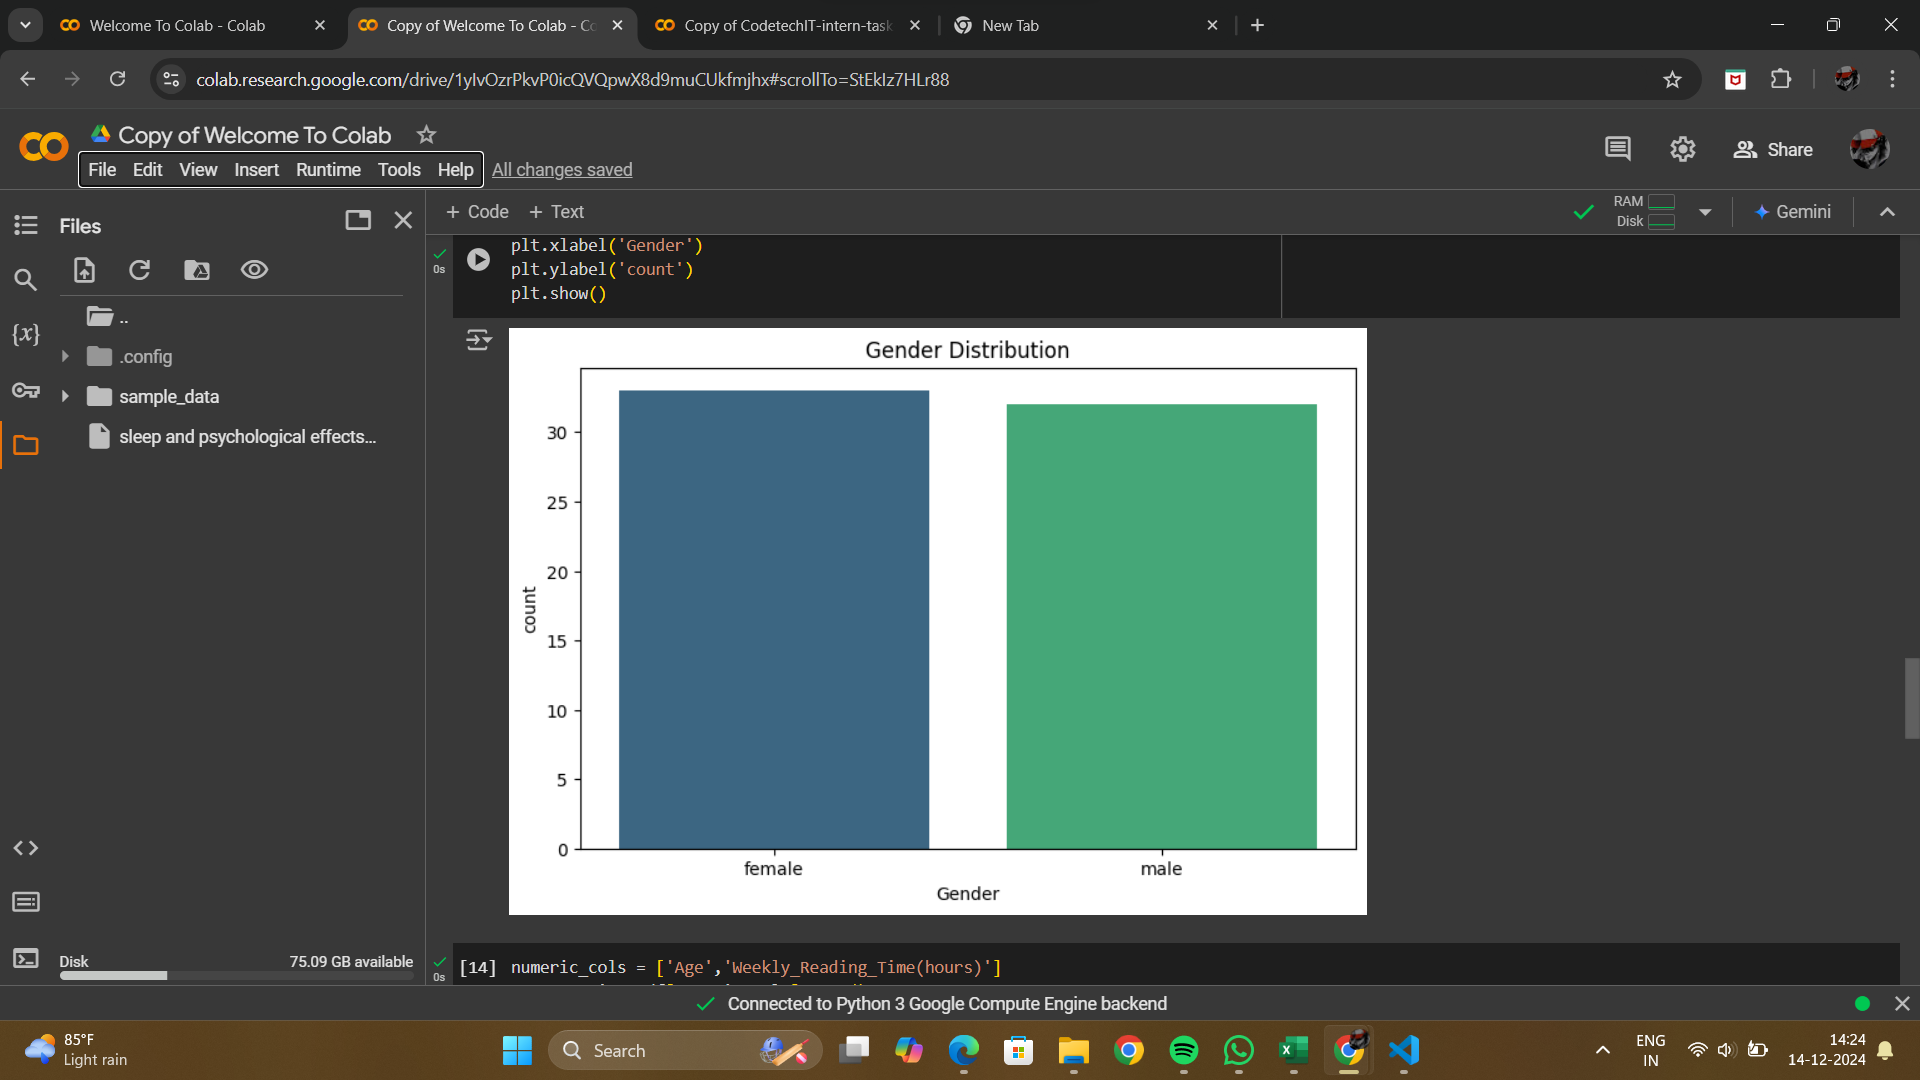 Welcome To Colab - Colab
Copy of Welcome To Colab - Co
Copy of CodetechIT-intern-task
New Tab
colab.research.google.com/drive/1yIvOzrPkvP0icQVQpwX8d9muCUkfmjhx#scrollTo=StEkIz7HLr88
Copy of Welcome To Colab
File Edit View Insert Runtime Tools Help All changes saved
Share
Files
+ Code + Text
RAM
Disk
Gemini
..
.config
sample_data
sleep and psychological effects...
Disk 75.09 GB available
0s
plt.xlabel('Gender')
plt.ylabel('count')
plt.show()
Gender Distribution
30
25
20
15
10
5
0
count
female male
Gender
0s
[14] numeric_cols = ['Age','Weekly_Reading_Time(hours)']
Connected to Python 3 Google Compute Engine backend
85°F
Light rain
Search
ENG
IN
14:24
14-12-2024